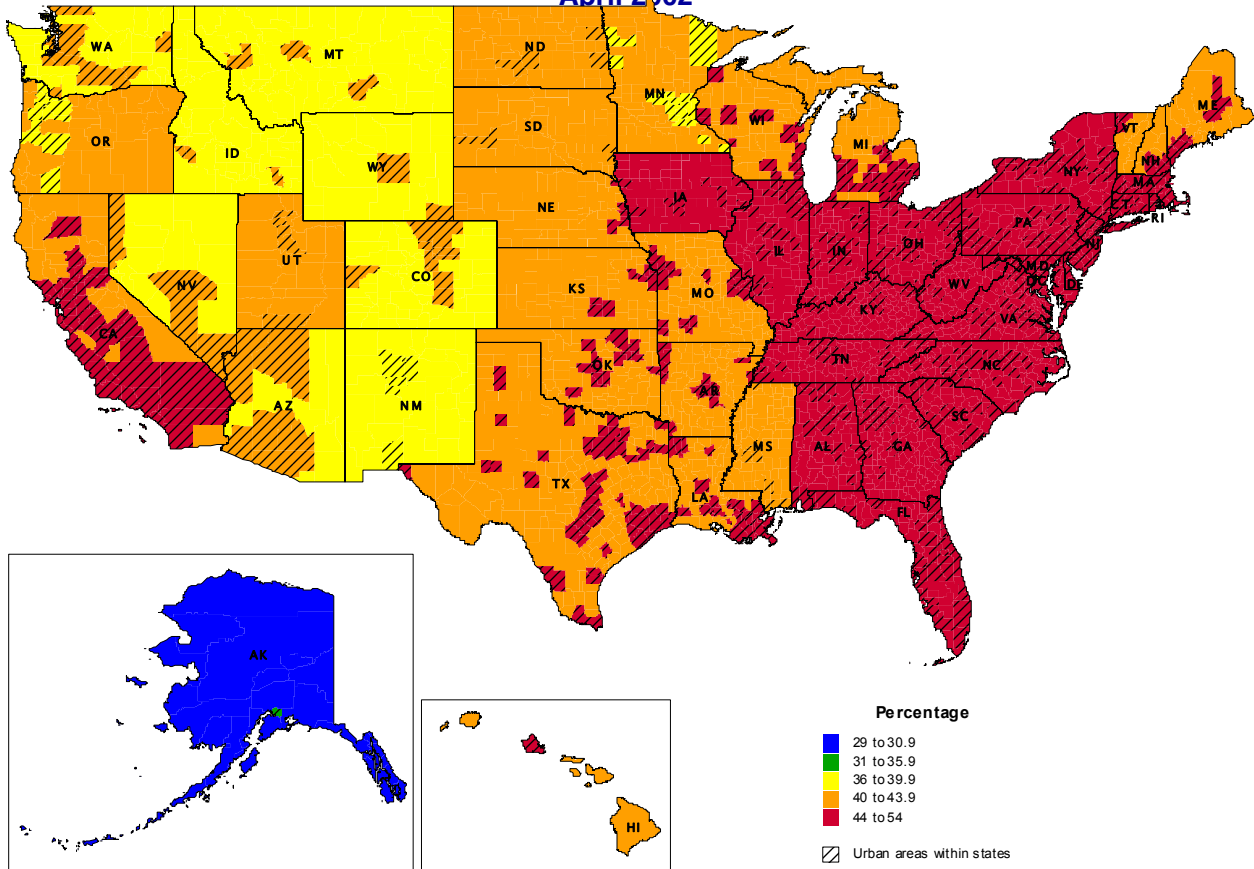 April 2002
WA
MT
ND
MN
OR
ID
WY
SD
WI
MI
ME
VT
NH
NY
MA
CT
RI
NV
UT
CO
NE
IA
IL
IN
OH
PA
NJ
MD
DE
DC
WV
VA
CA
KS
MO
KY
AZ
NM
OK
AR
TN
NC
SC
TX
LA
MS
AL
GA
FL
AK
HI
Percentage
29 to 30.9
31 to 35.9
36 to 39.9
40 to 43.9
44 to 54
Urban areas within states